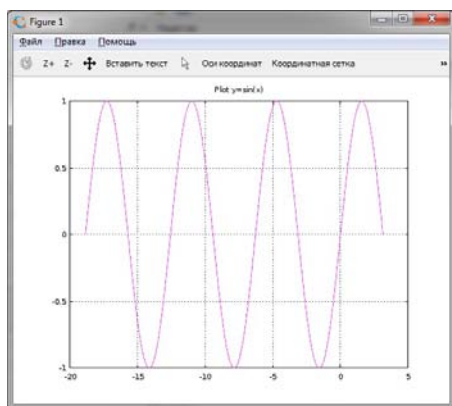 Figure 1
Файл Правка Помощь
Z+ Z- Вставить текст Оси координат Координатная сетка
Plot y=sin(x)
1
0.5
0
-0.5
-1
-20 -15 -10 -5 0 5